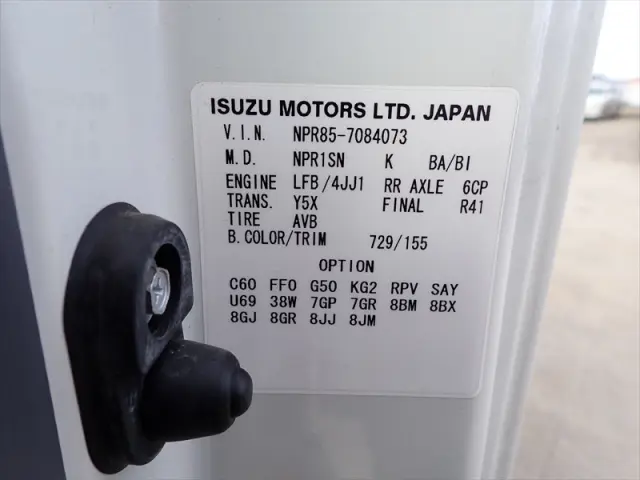 ISUZU MOTORS LTD. JAPAN
V.I.N. NPR85-7084073
M.D. NPR1SN K BA/BI
ENGINE LFB/4JJ1 RR AXLE 6CP
TRANS. Y5X FINAL R41
TIRE AVB
B.COLOR/TRIM 729/155
OPTION
C60 FF0 G50 KG2 RPV SAY
U69 38W 7GP 7GR 8BM 8BX
8GJ 8GR 8JJ 8JM